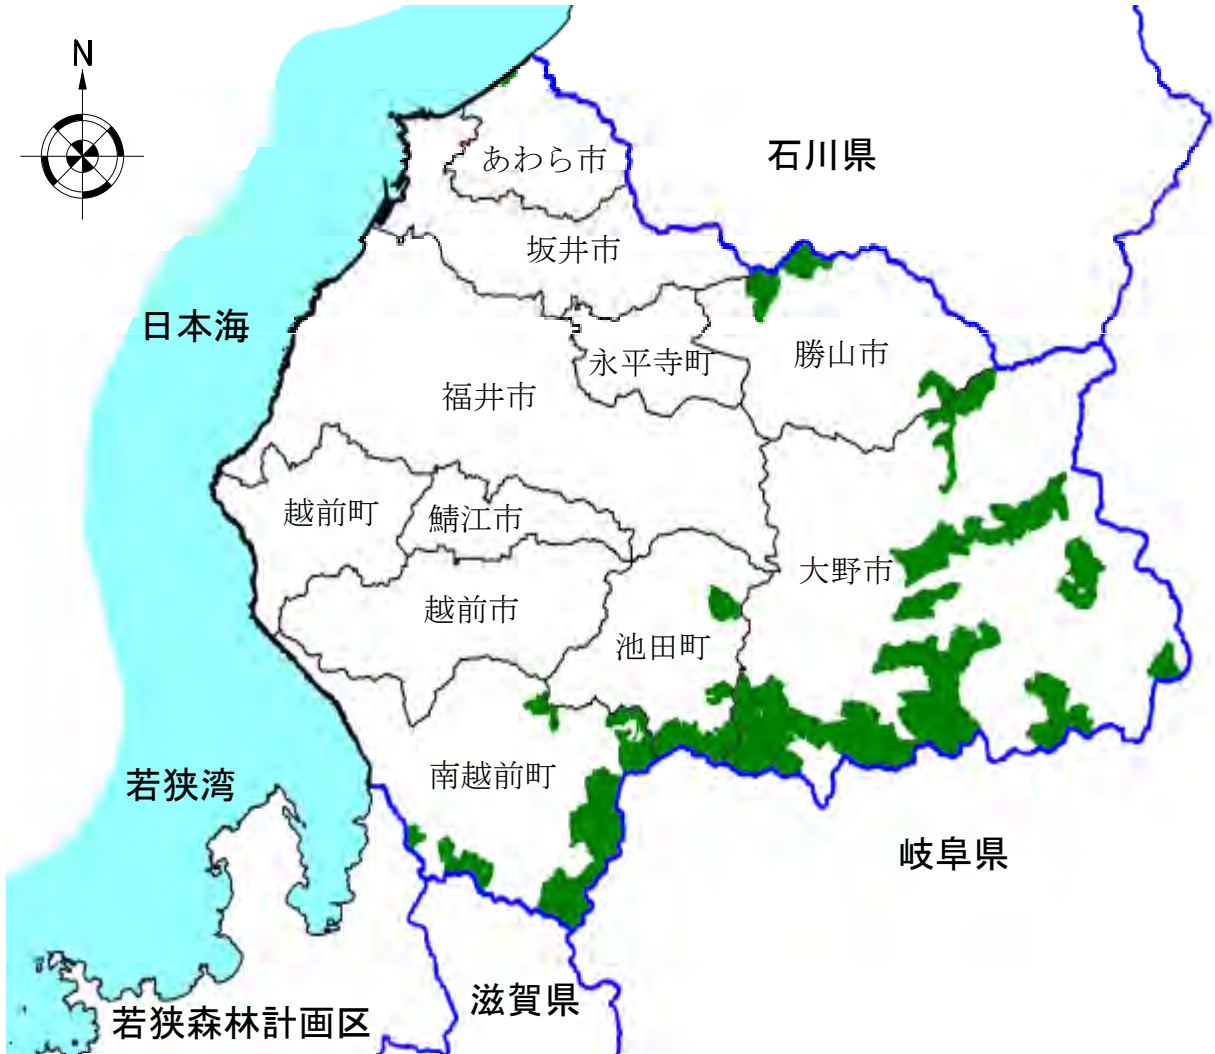 N
石川県
あわら市
坂井市
日本海
勝山市
永平寺町
福井市
越前町
鯖江市
大野市
越前市
池田町
南越前町
若狭湾
岐阜県
滋賀県
若狭森林計画区